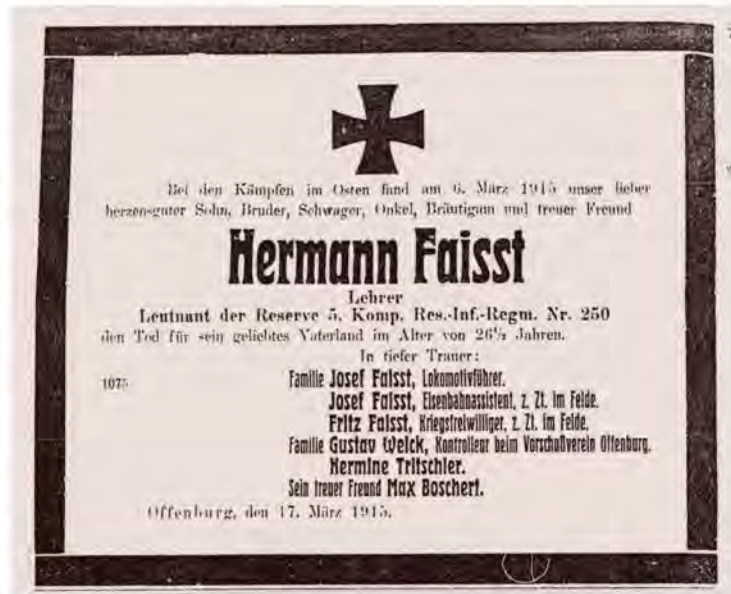 Bei den Kämpfen im Osten fand am 6. März 1915 unser lieber
herzensguter Sohn, Bruder, Schwager, Onkel, Bräutigam und treuer Freund
Hermann Faisst
Lehrer
Leutnant der Reserve 5. Komp. Res.-Inf.-Regm. Nr. 250
den Tod für sein geliebtes Vaterland im Alter von 26½ Jahren.
In tiefer Trauer:
1075
Familie Josef Faisst, Lokomotivführer.
Josef Faisst, Eisenbahnassistent, z. Zt. im Felde.
Fritz Faisst, Kriegsfreiwilliger, z. Zt. im Felde.
Familie Gustav Welck, Kontrolleur beim Vorschußverein Offenburg.
Hermine Tritschler.
Sein treuer Freund Max Boschert.
Offenburg, den 17. März 1915.